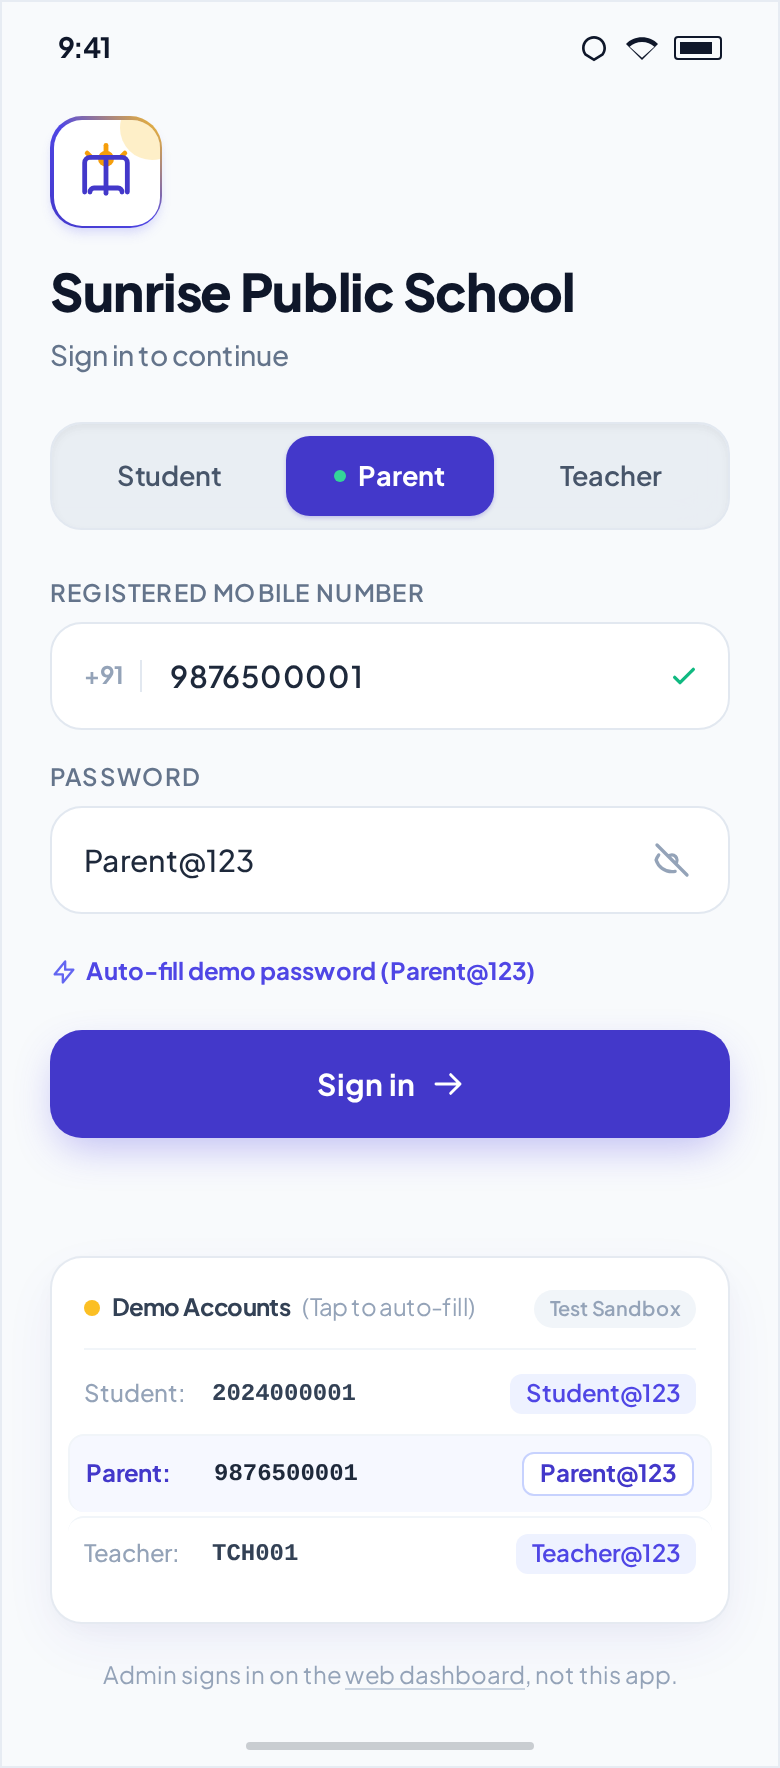 9:41
Sunrise Public School
Sign in to continue
Student
Parent
Teacher
REGISTERED MOBILE NUMBER
+91 9876500001
PASSWORD
Parent@123
Auto-fill demo password (Parent@123)
Sign in →
Demo Accounts (Tap to auto-fill) Test Sandbox
Student: 2024000001 Student@123
Parent: 9876500001 Parent@123
Teacher: TCH001 Teacher@123
Admin signs in on the web dashboard, not this app.